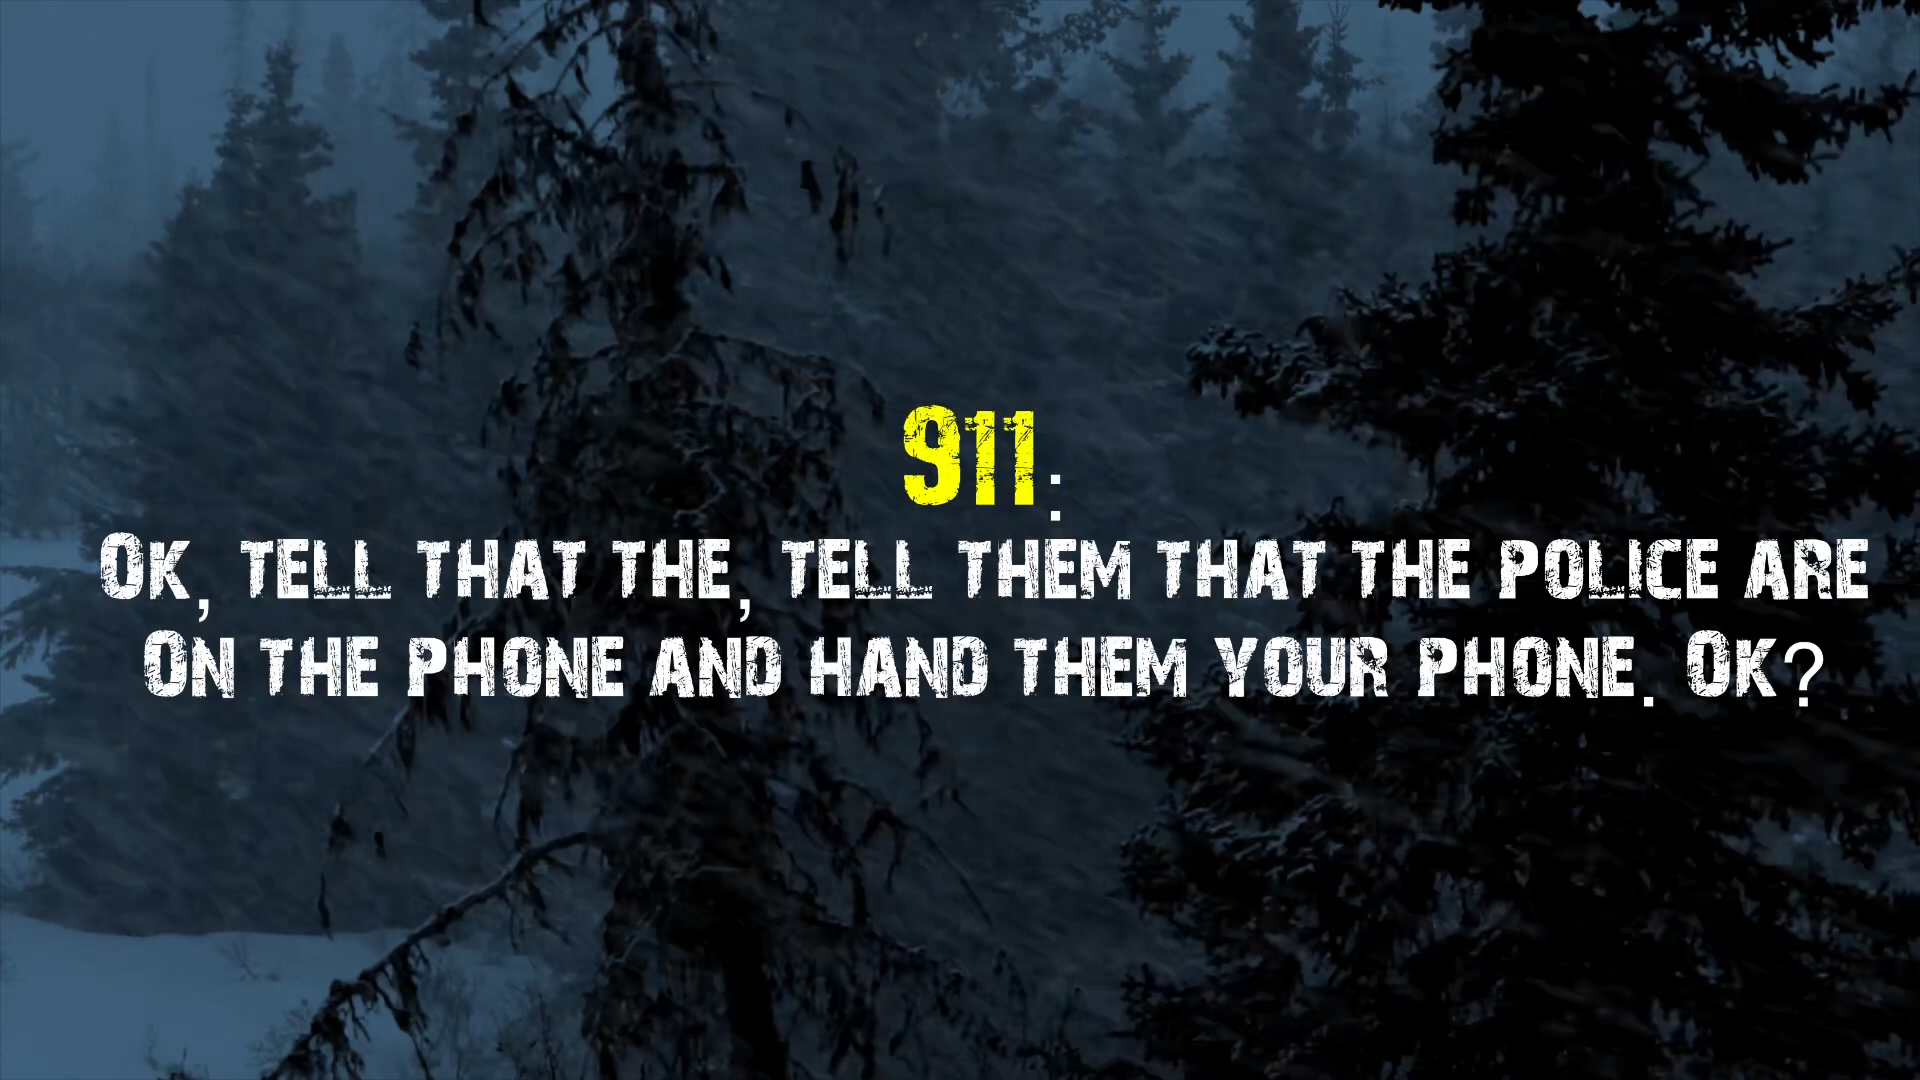 911:
Ok, tell that the, tell them that the police are
On the phone and hand them your phone. Ok?